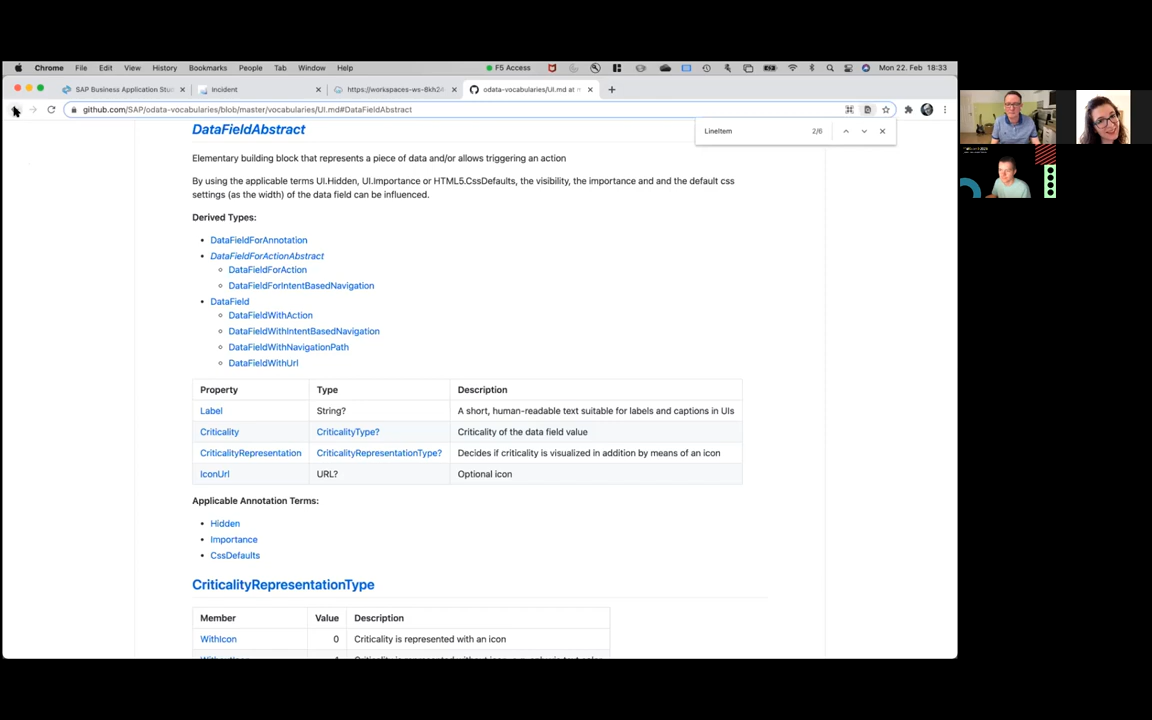 Chrome File Edit View History Bookmarks People Tab Window Help F5 Access Mon 22. Feb 18:33
SAP Business Application Stu Incident https://workspaces-ws-8kh2 odata-vocabularies/UI.md at m
github.com/SAP/odata-vocabularies/blob/master/vocabularies/UI.md#DataFieldAbstract
LineItem 2/6
DataFieldAbstract
Elementary building block that represents a piece of data and/or allows triggering an action
By using the applicable terms UI.Hidden, UI.Importance or HTML5.CssDefaults, the visibility, the importance and and the default css
settings (as the width) of the data field can be influenced.
Derived Types:
DataFieldForAnnotation
DataFieldForActionAbstract
DataFieldForAction
DataFieldForIntentBasedNavigation
DataField
DataFieldWithAction
DataFieldWithIntentBasedNavigation
DataFieldWithNavigationPath
DataFieldWithUrl
Property Type Description
Label String? A short, human-readable text suitable for labels and captions in UIs
Criticality CriticalityType? Criticality of the data field value
CriticalityRepresentation CriticalityRepresentationType? Decides if criticality is visualized in addition by means of an icon
IconUrl URL? Optional icon
Applicable Annotation Terms:
Hidden
Importance
CssDefaults
CriticalityRepresentationType
Member Value Description
WithIcon 0 Criticality is represented with an icon